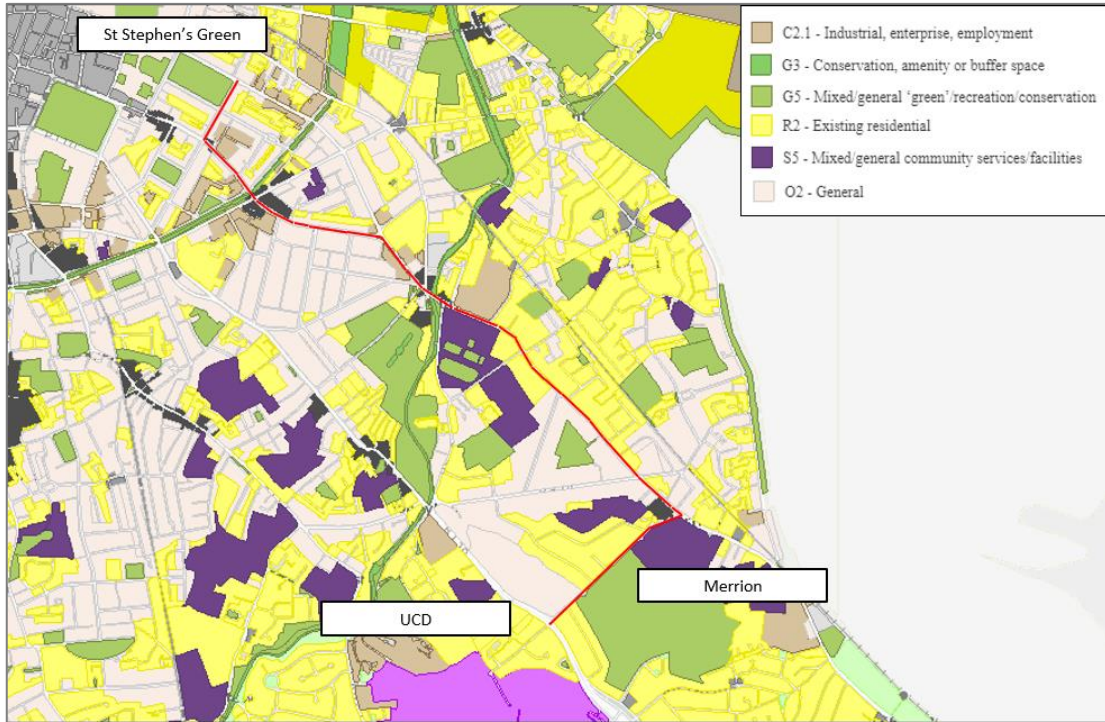 St Stephen's Green
C2.1 - Industrial, enterprise, employment
G3 - Conservation, amenity or buffer space
G5 - Mixed/general 'green'/recreation/conservation
R2 - Existing residential
S5 - Mixed/general community services/facilities
O2 - General
Merrion
UCD